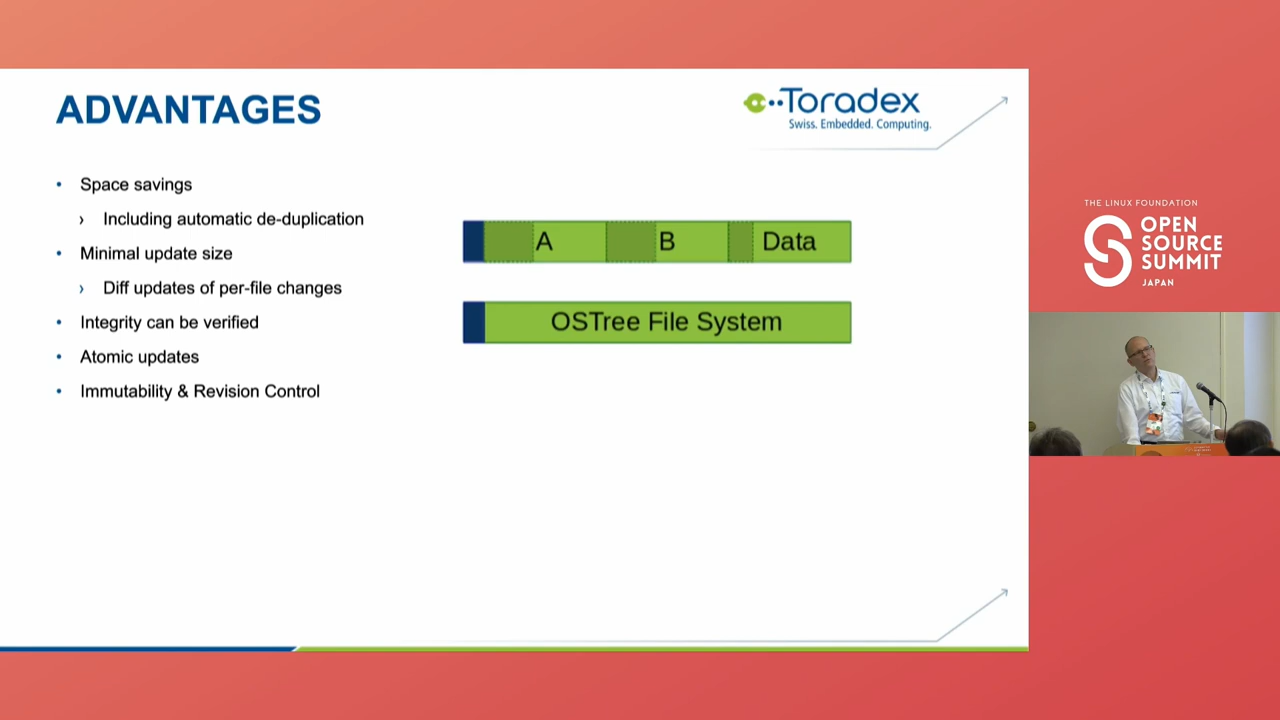 ADVANTAGES
Toradex
Swiss. Embedded. Computing.
• Space savings
› Including automatic de-duplication
• Minimal update size
› Diff updates of per-file changes
• Integrity can be verified
• Atomic updates
• Immutability & Revision Control
A B Data
OSTree File System
THE LINUX FOUNDATION
OPEN
SOURCE
SUMMIT
JAPAN